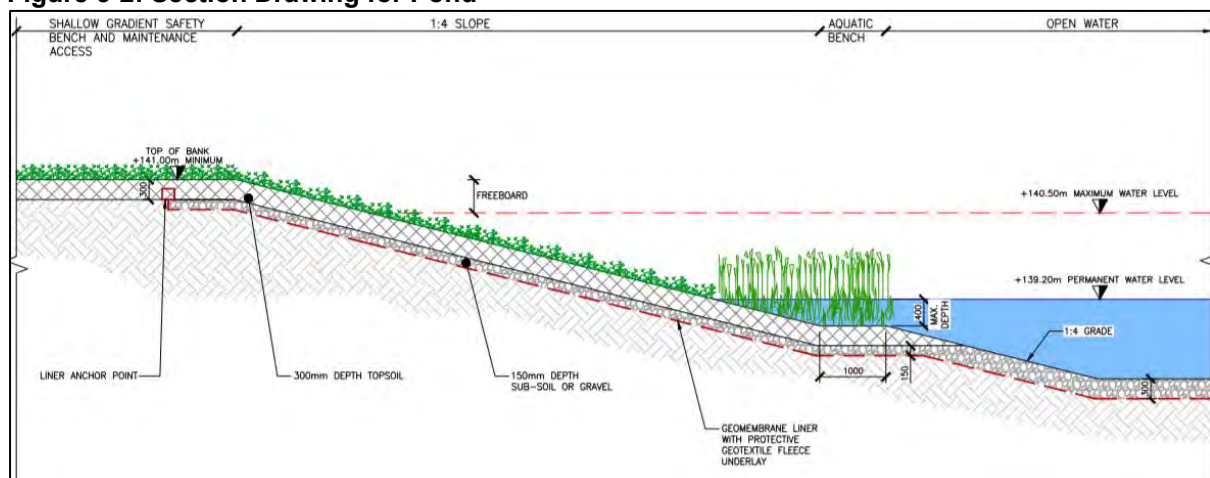 Figure 3-2: Section Drawing for Pond
SHALLOW GRADIENT SAFETY
BENCH AND MAINTENANCE
ACCESS
1:4 SLOPE
AQUATIC
BENCH
OPEN WATER
TOP OF BANK
+141.00m MINIMUM
300
FREEBOARD
+140.50m MAXIMUM WATER LEVEL
+139.20m PERMANENT WATER LEVEL
400
MAX.
DEPTH
1:4 GRADE
LINER ANCHOR POINT
300mm DEPTH TOPSOIL
150mm DEPTH
SUB-SOIL OR GRAVEL
1000
150
300
GEOMEMBRANE LINER
WITH PROTECTIVE
GEOTEXTILE FLEECE
UNDERLAY